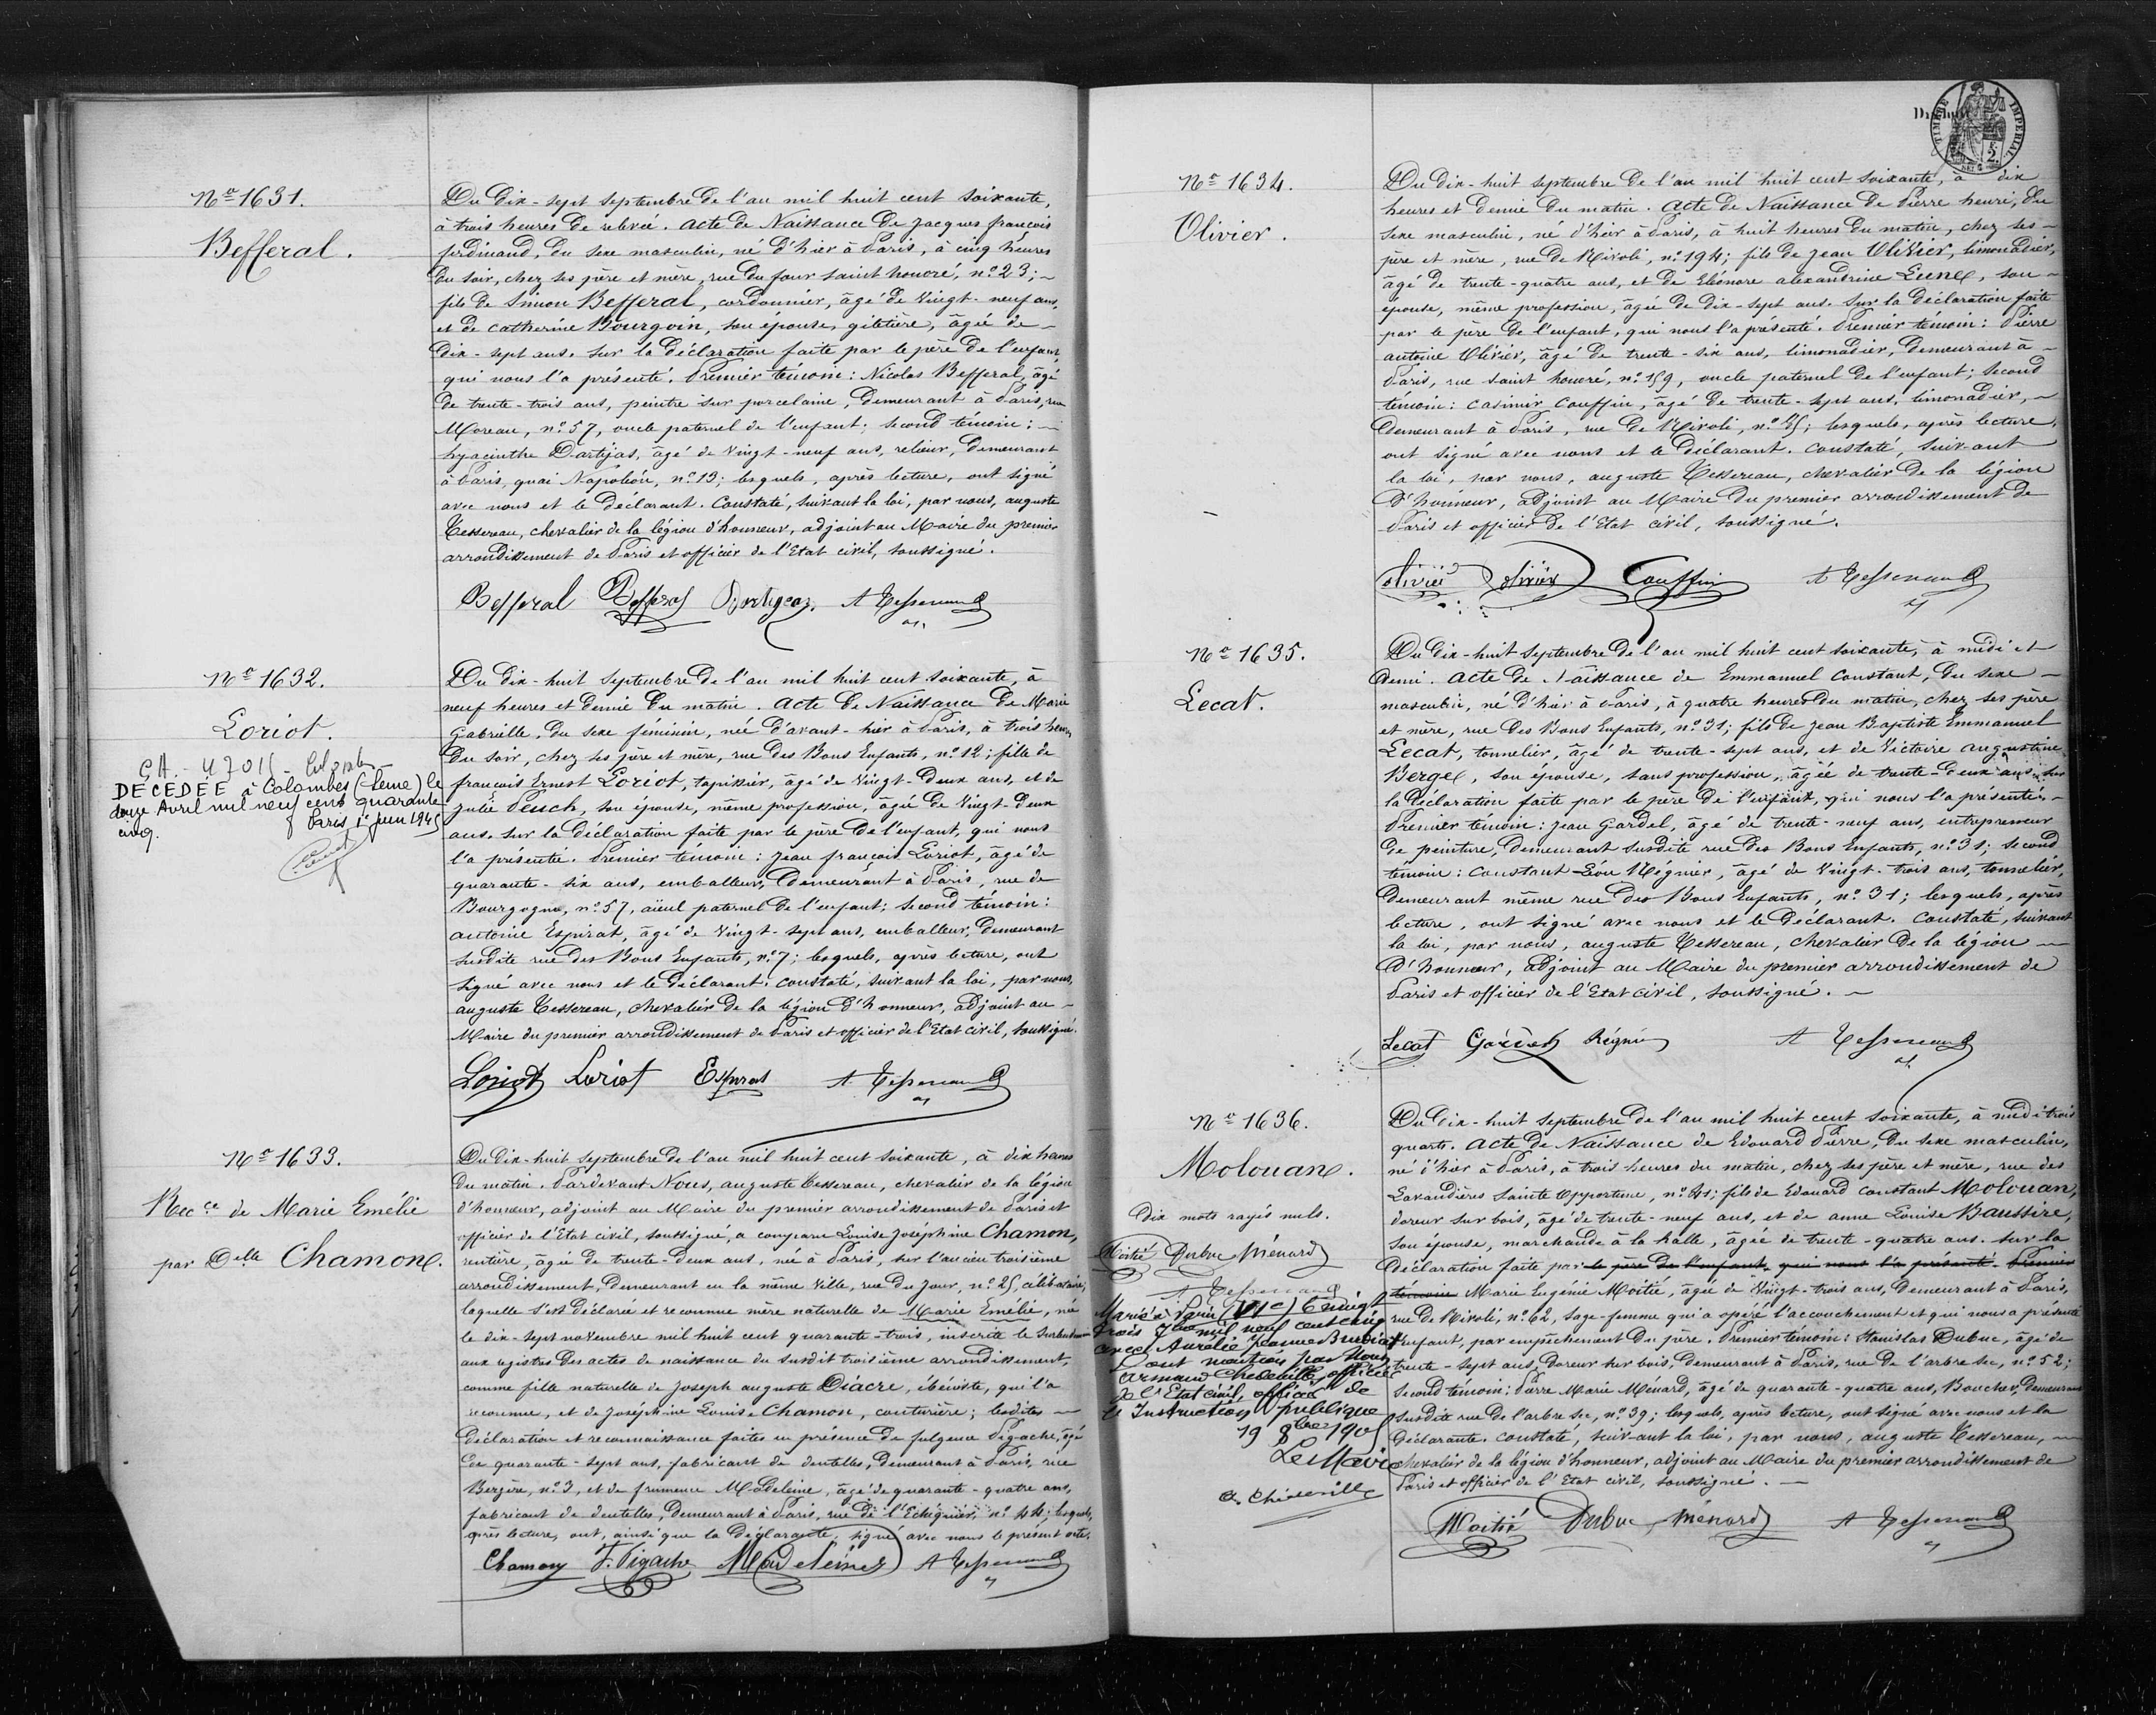 Nº 1631.
Befferal.
Du dix-sept septembre de l'an mil huit cent soixante,
à trois heures de relevée. Acte de Naissance de Jacques françois
ferdinand, du sexe masculin, né d'hier à Paris, à cinq heures
du soir, chez ses père et mère, rue du four saint honoré, nº 23; ~
fils de Simon Befferal, cordonnier, âgé de vingt-neuf ans,
et de catherine Bourgoin, son épouse, giletière, âgée de ~
dix-sept ans. Sur la déclaration faite par le père de l'enfant,
qui nous l'a présenté. Premier témoin: Nicolas Befferal, âgé
de trente-trois ans, peintre sur porcelaine, demeurant à Paris, rue
Moreau, nº 57, oncle paternel de l'enfant; second témoin: ~
hyacinthe Dartijas, âgé de vingt-neuf ans, relieur, demeurant
à Paris, quai Napoléon, nº 13; lesquels, après lecture, ont signé
avec nous et le déclarant. Constaté, suivant la loi, par nous, auguste
Tessereau, chevalier de la légion d'honneur, adjoint au Maire du premier
arrondissement de Paris et officier de l'Etat civil, soussigné.
Befferal Befferal A Tessereau
Nº 1632.
Loriot.
DÉCÉDÉE à Colombes (Seine) le
douze Avril mil neuf cent quarante
cinq. Paris 1er Juin 1945
Du dix-huit septembre de l'an mil huit cent soixante, à
neuf heures et demie du matin. Acte de Naissance de Marie
Gabrielle, du sexe féminin, née d'avant-hier à Paris, à trois heures
du soir, chez ses père et mère, rue des Bons Enfants, nº 12; fille de
françois Ernest Loriot, tapissier, âgé de vingt-deux ans, et de
julie Peuch, son épouse, même profession, âgée de vingt-deux
ans. Sur la déclaration faite par le père de l'enfant, qui nous
l'a présenté. Premier témoin: Jean françois Loriot, âgé de
quarante-six ans, emballeur, demeurant à Paris, rue de
Bourgogne, nº 57, aïeul paternel de l'enfant; second temoin:
antoine Espirat, âgé de vingt-sept ans, emballeur, demeurant
susdite rue des Bons Enfants, nº 7; lesquels, après lecture, ont
signé avec nous et le déclarant. Constaté, suivant la loi, par nous,
auguste Tessereau, chevalier de la légion d'honneur, adjoint au ~
Maire du premier arrondissement de Paris et officier de l'Etat civil, soussigné.
Loriot Loriot Espirat A Tessereau
Nº 1633.
Recce de Marie Emélie
par Delle Chamon.
Du dix-huit septembre de l'an mil huit cent soixante, à dix heures
du matin. Pardevant Nous, auguste Tessereau, chevalier de la légion
d'honneur, adjoint au Maire du premier arrondissement de Paris et
officier de l'Etat civil, soussigné, a comparu Louise Joséphine Chamon,
rentière, âgée de trente-deux ans, née à Paris, sur l'ancien troisième
arrondissement, demeurant en la même ville, rue du Jour, nº 25, célibataire;
laquelle s'est déclarée et reconnue mère naturelle de Marie Emélie, née
le dix-sept novembre mil huit cent quarante-trois, inscrite le surlendemain
aux registres des actes de naissance du susdit troisième arrondissement,
comme fille naturelle de Joseph auguste Diacre, ébéniste, qui l'a
reconnue, et de Joséphine Louise Chamon, couturière; lesdites ~
déclaration et reconnaissance faites en présence de fulgence Pigache, âgé
de quarante-sept ans, fabricant de dentelles, demeurant à Paris, rue
Bergère, nº 3, et de Madeleine, âgé de quarante-quatre ans,
fabricant de dentelles, demeurant à Paris, rue de l'Echiquier, nº 44; lesquels,
après lecture, ont, ainsi que la déclarante, signé avec nous le présent acte.
Chamon F. Pigache Madeleine A Tessereau
TIMBRE IMPERIAL
Nº 1634.
Olivier.
Du dix-huit septembre de l'an mil huit cent soixante, à dix
heures et demie du matin. Acte de Naissance de Pierre henri, du
sexe masculin, né d'hier à Paris, à huit heures du matin, chez ses ~
père et mère, rue de Rivoli, nº 194; fils de Jean Olivier, limonadier,
âgé de trente-quatre ans, et de Eléonore alexandrine Lune, son ~
épouse, même profession, âgée de dix-sept ans. Sur la déclaration faite
par le père de l'enfant, qui nous l'a présenté. Premier témoin: Pierre
antoine Olivier, âgé de trente-six ans, limonadier, demeurant à ~
Paris, rue saint honoré, nº 159, oncle paternel de l'enfant; second
témoin: casimir Couffin, âgé de trente-sept ans, limonadier, ~
demeurant à Paris, rue de Rivoli, lesquels, après lecture,
ont signé avec nous et le déclarant. Constaté, suivant
la loi, par nous, auguste Tessereau, chevalier de la légion
d'honneur, adjoint au Maire du premier arrondissement de
Paris et officier de l'Etat civil, soussigné.
Olivier Olivier Couffin A Tessereau
Nº 1635.
Lecat.
Du dix-huit septembre de l'an mil huit cent soixante, à midi et
demi. Acte de Naissance de Emmanuel Constant, du sexe ~
masculin, né d'hier à Paris, à quatre heures du matin, chez ses père
et mère, rue des Bons Enfants, nº 31; fils de Jean Baptiste Emmanuel
Lecat, tonnelier, âgé de trente-sept ans, et de Victoire augustine
Berge, son épouse, sans profession, âgée de trente-deux ans. Sur
la déclaration faite par le père de l'enfant, qui nous l'a présenté. ~
Premier témoin: Jean Gardel, âgé de trente-neuf ans, entrepreneur
de peinture, demeurant susdite rue des Bons Enfants, nº 31; second
témoin: Constant Léon Régnier, âgé de vingt-trois ans, tonnelier,
demeurant même rue des Bons Enfants, nº 31; lesquels, après
lecture, ont signé avec nous et le déclarant. Constaté, suivant
la loi, par nous, auguste Tessereau, chevalier de la légion ~
d'honneur, adjoint au Maire du premier arrondissement de
Paris et officier de l'Etat civil, soussigné. ~
Lecat Régnier A Tessereau
Nº 1636.
Molouan.
Dix mots rayés nuls.
Moitié Dubuc Ménard
A Tessereau
Marié à Paris
trois mil neuf cent cinq
avec Aurélie Jeanne
Dont mention par Nous
Armand Chedeville, officier
de l'Etat civil, officier de
l'Instruction publique
19 8bre 1905
Le Maire
A. Chedeville
Du dix-huit septembre de l'an mil huit cent soixante, à midi trois
quarts. Acte de Naissance de Edouard Pierre, du sexe masculin,
né d'hier à Paris, à trois heures du matin, chez ses père et mère, rue des
Lavandières Sainte Opportune, fils de Edouard constant Molouan,
doreur sur bois, âgé de trente-neuf ans, et de anne Louise Baussire,
son épouse, marchande à la halle, âgée de trente-quatre ans. Sur la
déclaration faite par le père de l'enfant, qui nous l'a présenté. Premier
témoin: Marie Eugénie Moitié, âgée de vingt-trois ans, demeurant à Paris,
rue de Rivoli, nº 62, sage-femme qui a opéré l'accouchement et qui nous a présenté
l'enfant, par empêchement du père. Premier témoin: Stanislas Dubuc, âgé de
trente-sept ans, doreur sur bois, demeurant à Paris, rue de l'arbre sec, nº 52;
second témoin: Pierre Marie Ménard, âgé de quarante-quatre ans, Boucher, demeurant
susdite rue de l'arbre sec, nº 39; lesquels, après lecture, ont signé avec nous et la
déclarante. Constaté, suivant la loi, par nous, auguste Tessereau, ~
chevalier de la légion d'honneur, adjoint au Maire du premier arrondissement de
Paris et officier de l'Etat civil, soussigné. ~
Moitié Dubuc Ménard A Tessereau